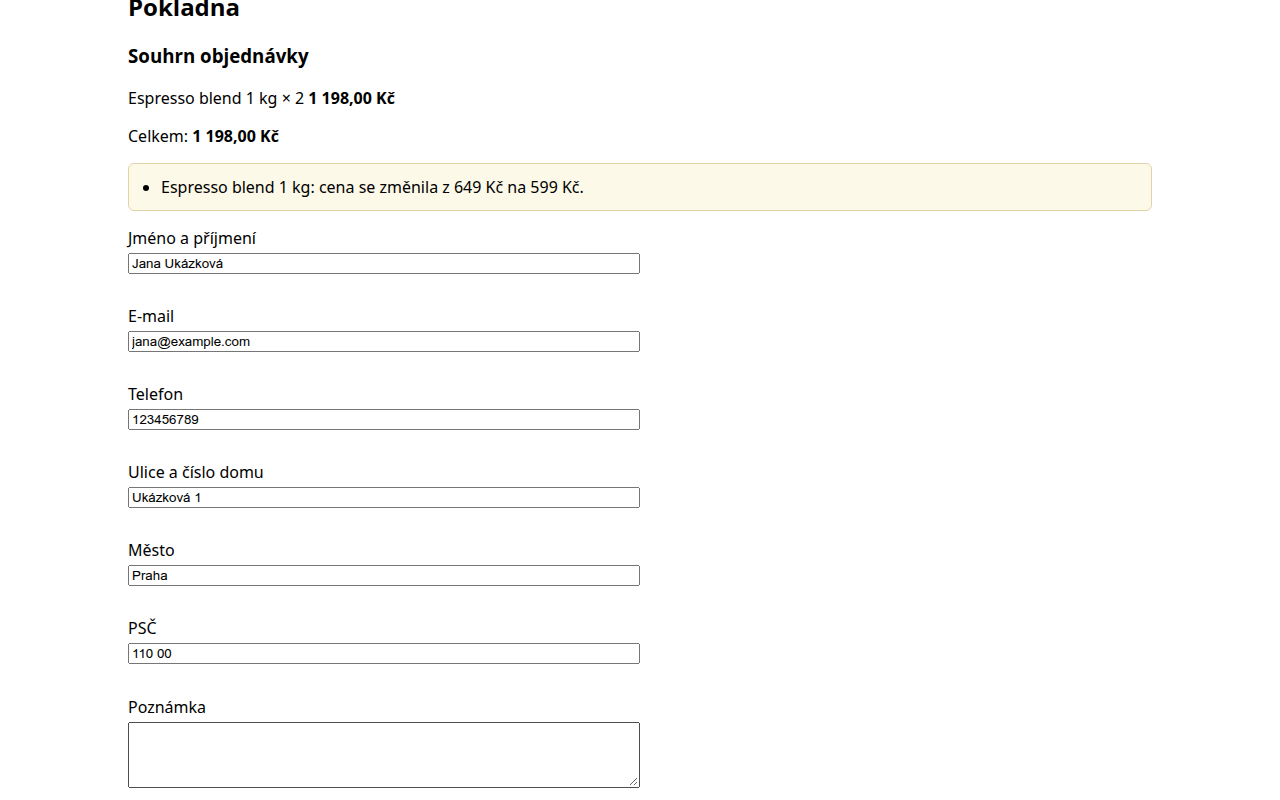 Pokladna
Souhrn objednávky
Espresso blend 1 kg × 2 1 198,00 Kč
Celkem: 1 198,00 Kč
Espresso blend 1 kg: cena se změnila z 649 Kč na 599 Kč.
Jméno a příjmení
Jana Ukázková
E-mail
jana@example.com
Telefon
123456789
Ulice a číslo domu
Ukázková 1
Město
Praha
PSČ
110 00
Poznámka